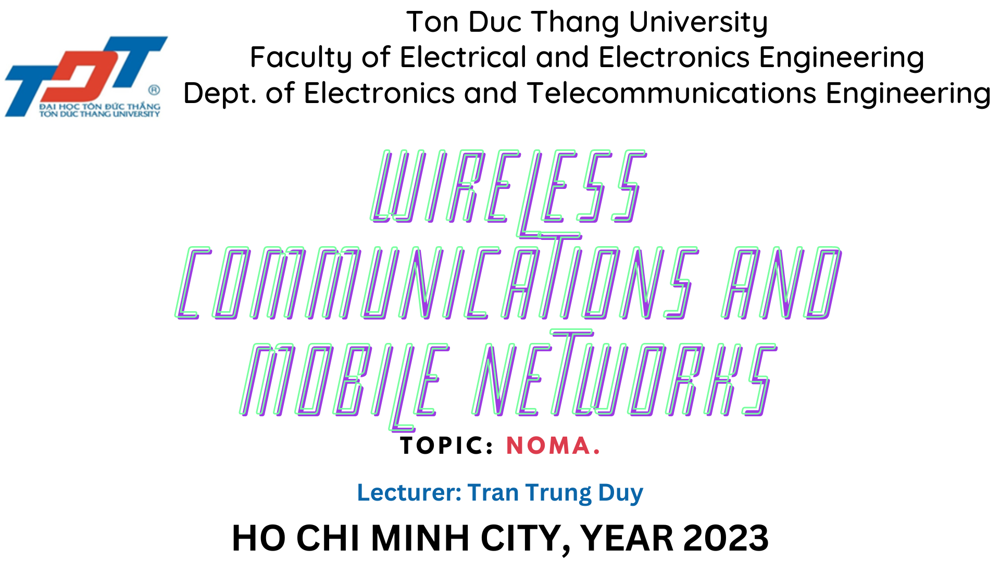 Ton Duc Thang University
Faculty of Electrical and Electronics Engineering
Dept. of Electronics and Telecommunications Engineering
TDT
®
ĐẠI HỌC TÔN ĐỨC THẮNG
TON DUC THANG UNIVERSITY
WIRELESS
COMMUNICATIONS AND
MOBILE NETWORKS
TOPIC: NOMA.
Lecturer: Tran Trung Duy
HO CHI MINH CITY, YEAR 2023